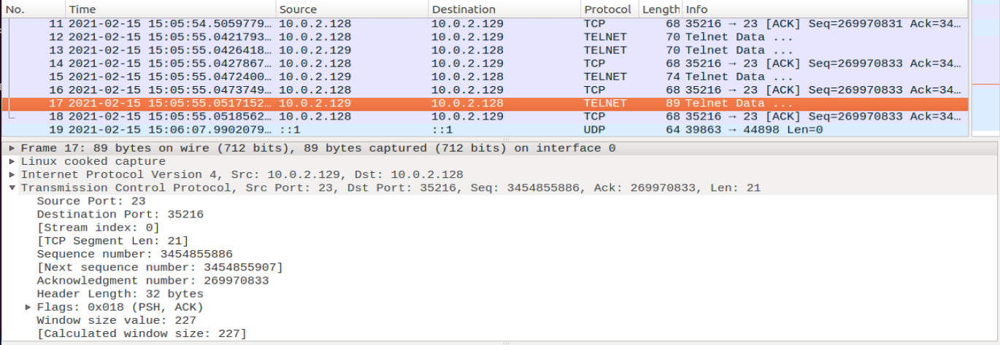 No. Time Source Destination Protocol Length Info
11 2021-02-15 15:05:54.5059779… 10.0.2.128 10.0.2.129 TCP 68 35216 → 23 [ACK] Seq=269970831 Ack=34…
12 2021-02-15 15:05:55.0421793… 10.0.2.128 10.0.2.129 TELNET 70 Telnet Data ...
13 2021-02-15 15:05:55.0426418… 10.0.2.129 10.0.2.128 TELNET 70 Telnet Data ...
14 2021-02-15 15:05:55.0427867… 10.0.2.128 10.0.2.129 TCP 68 35216 → 23 [ACK] Seq=269970833 Ack=34…
15 2021-02-15 15:05:55.0472400… 10.0.2.129 10.0.2.128 TELNET 74 Telnet Data ...
16 2021-02-15 15:05:55.0473749… 10.0.2.128 10.0.2.129 TCP 68 35216 → 23 [ACK] Seq=269970833 Ack=34…
17 2021-02-15 15:05:55.0517152… 10.0.2.129 10.0.2.128 TELNET 89 Telnet Data ...
18 2021-02-15 15:05:55.0518562… 10.0.2.128 10.0.2.129 TCP 68 35216 → 23 [ACK] Seq=269970833 Ack=34…
19 2021-02-15 15:06:07.9902079… ::1 ::1 UDP 64 39863 → 44898 Len=0
Frame 17: 89 bytes on wire (712 bits), 89 bytes captured (712 bits) on interface 0
Linux cooked capture
Internet Protocol Version 4, Src: 10.0.2.129, Dst: 10.0.2.128
Transmission Control Protocol, Src Port: 23, Dst Port: 35216, Seq: 3454855886, Ack: 269970833, Len: 21
Source Port: 23
Destination Port: 35216
[Stream index: 0]
[TCP Segment Len: 21]
Sequence number: 3454855886
[Next sequence number: 3454855907]
Acknowledgment number: 269970833
Header Length: 32 bytes
Flags: 0x018 (PSH, ACK)
Window size value: 227
[Calculated window size: 227]